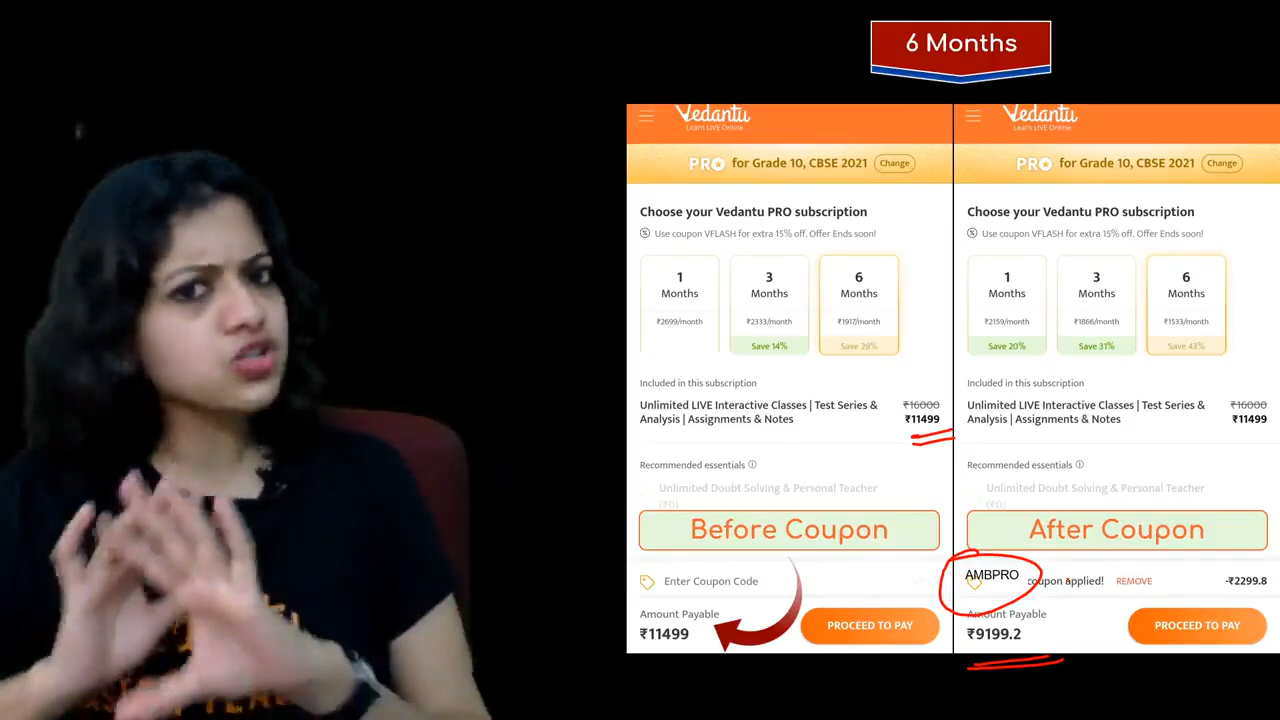 6 Months
Vedantu
Learn LIVE Online
PRO for Grade 10, CBSE 2021 Change
Choose your Vedantu PRO subscription
Use coupon VFLASH for extra 15% off. Offer Ends soon!
1 3 6
Months Months Months
₹2699/month ₹2333/month ₹1917/month
Save 14% Save 29%
Included in this subscription
Unlimited LIVE Interactive Classes | Test Series & ₹16000
Analysis | Assignments & Notes ₹11499
Recommended essentials
Unlimited Doubt Solving & Personal Teacher
(₹0)
Before Coupon
Enter Coupon Code
Amount Payable
₹11499
PROCEED TO PAY
Vedantu
Learn LIVE Online
PRO for Grade 10, CBSE 2021 Change
Choose your Vedantu PRO subscription
Use coupon VFLASH for extra 15% off. Offer Ends soon!
1 3 6
Months Months Months
₹2159/month ₹1866/month ₹1533/month
Save 20% Save 31% Save 43%
Included in this subscription
Unlimited LIVE Interactive Classes | Test Series & ₹16000
Analysis | Assignments & Notes ₹11499
Recommended essentials
Unlimited Doubt Solving & Personal Teacher
(₹0)
After Coupon
AMBPRO coupon applied! REMOVE -₹2299.8
Amount Payable
₹9199.2
PROCEED TO PAY